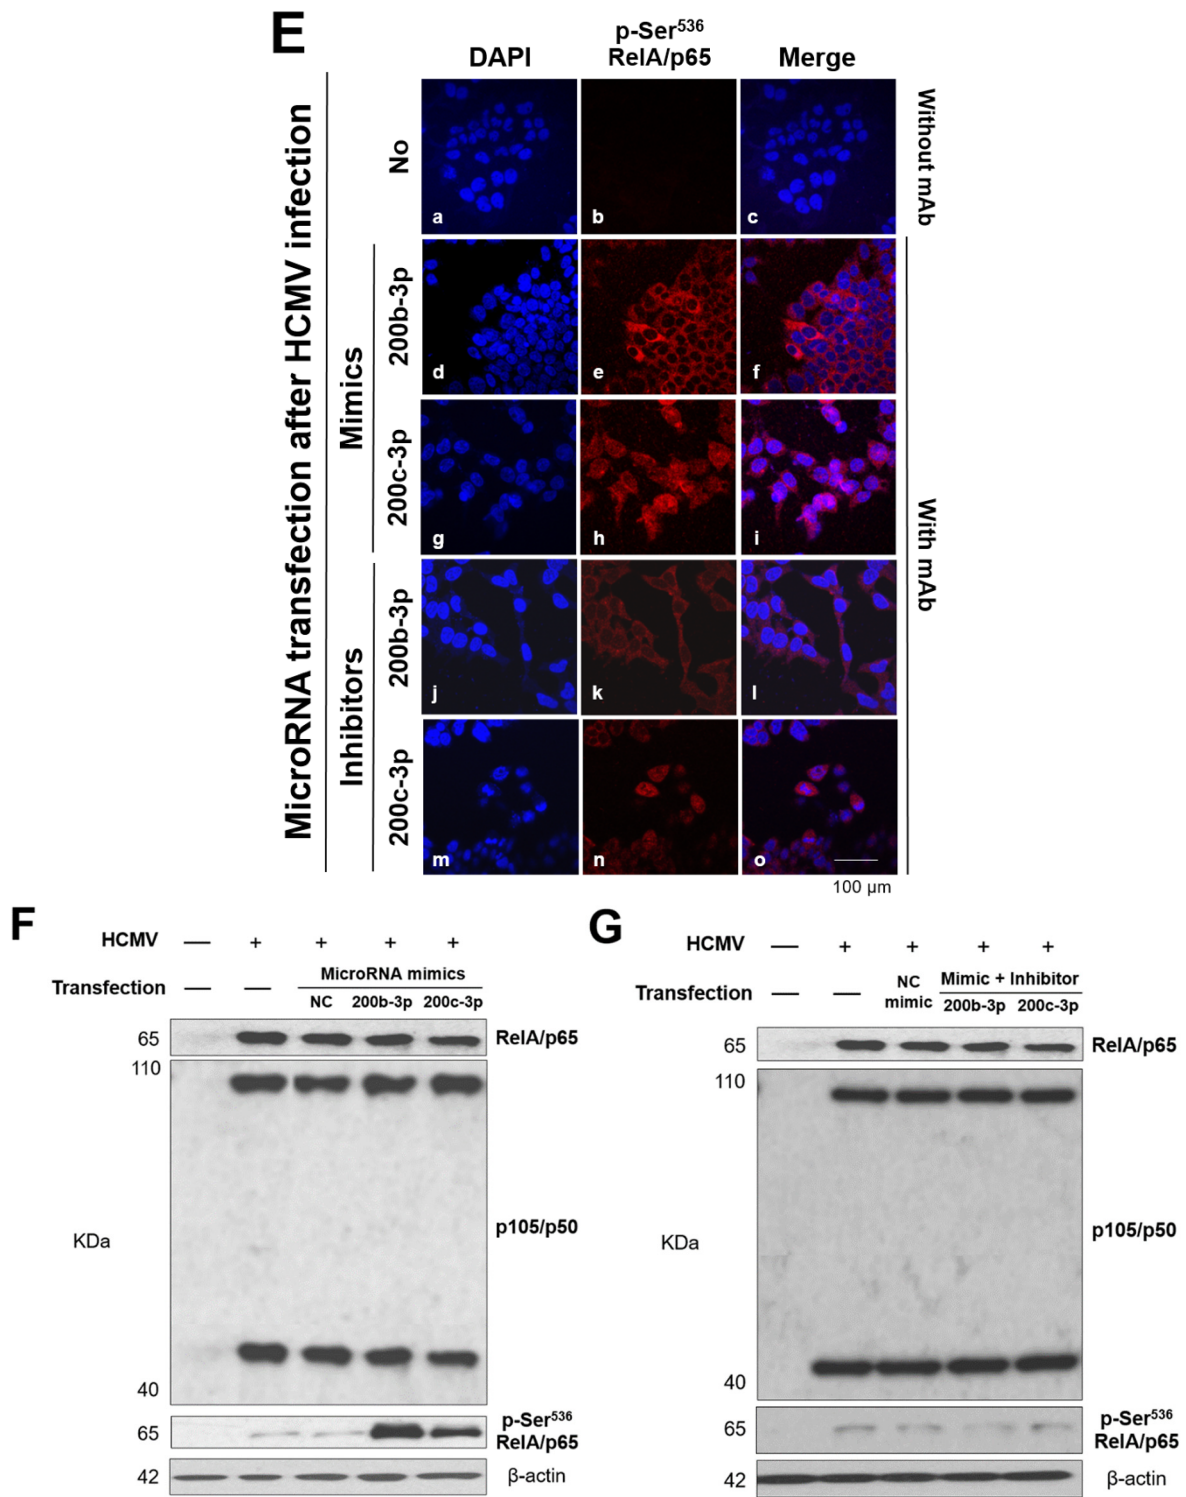 E
DAPI
p-Ser⁵³⁶
RelA/p65
Merge
MicroRNA transfection after HCMV infection
No
Without mAb
a
b
c
Mimics
200b-3p
With mAb
d
e
f
200c-3p
g
h
i
Inhibitors
200b-3p
j
k
l
200c-3p
m
n
o
100 µm
F
HCMV — + + + +
Transfection — — MicroRNA mimics
NC 200b-3p 200c-3p
65 RelA/p65
110
KDa p105/p50
40
65 p-Ser⁵³⁶
RelA/p65
42 β-actin
G
HCMV — + + + +
Transfection — — NC mimic Mimic + Inhibitor
200b-3p 200c-3p
65 RelA/p65
110
KDa p105/p50
40
65 p-Ser⁵³⁶
RelA/p65
42 β-actin